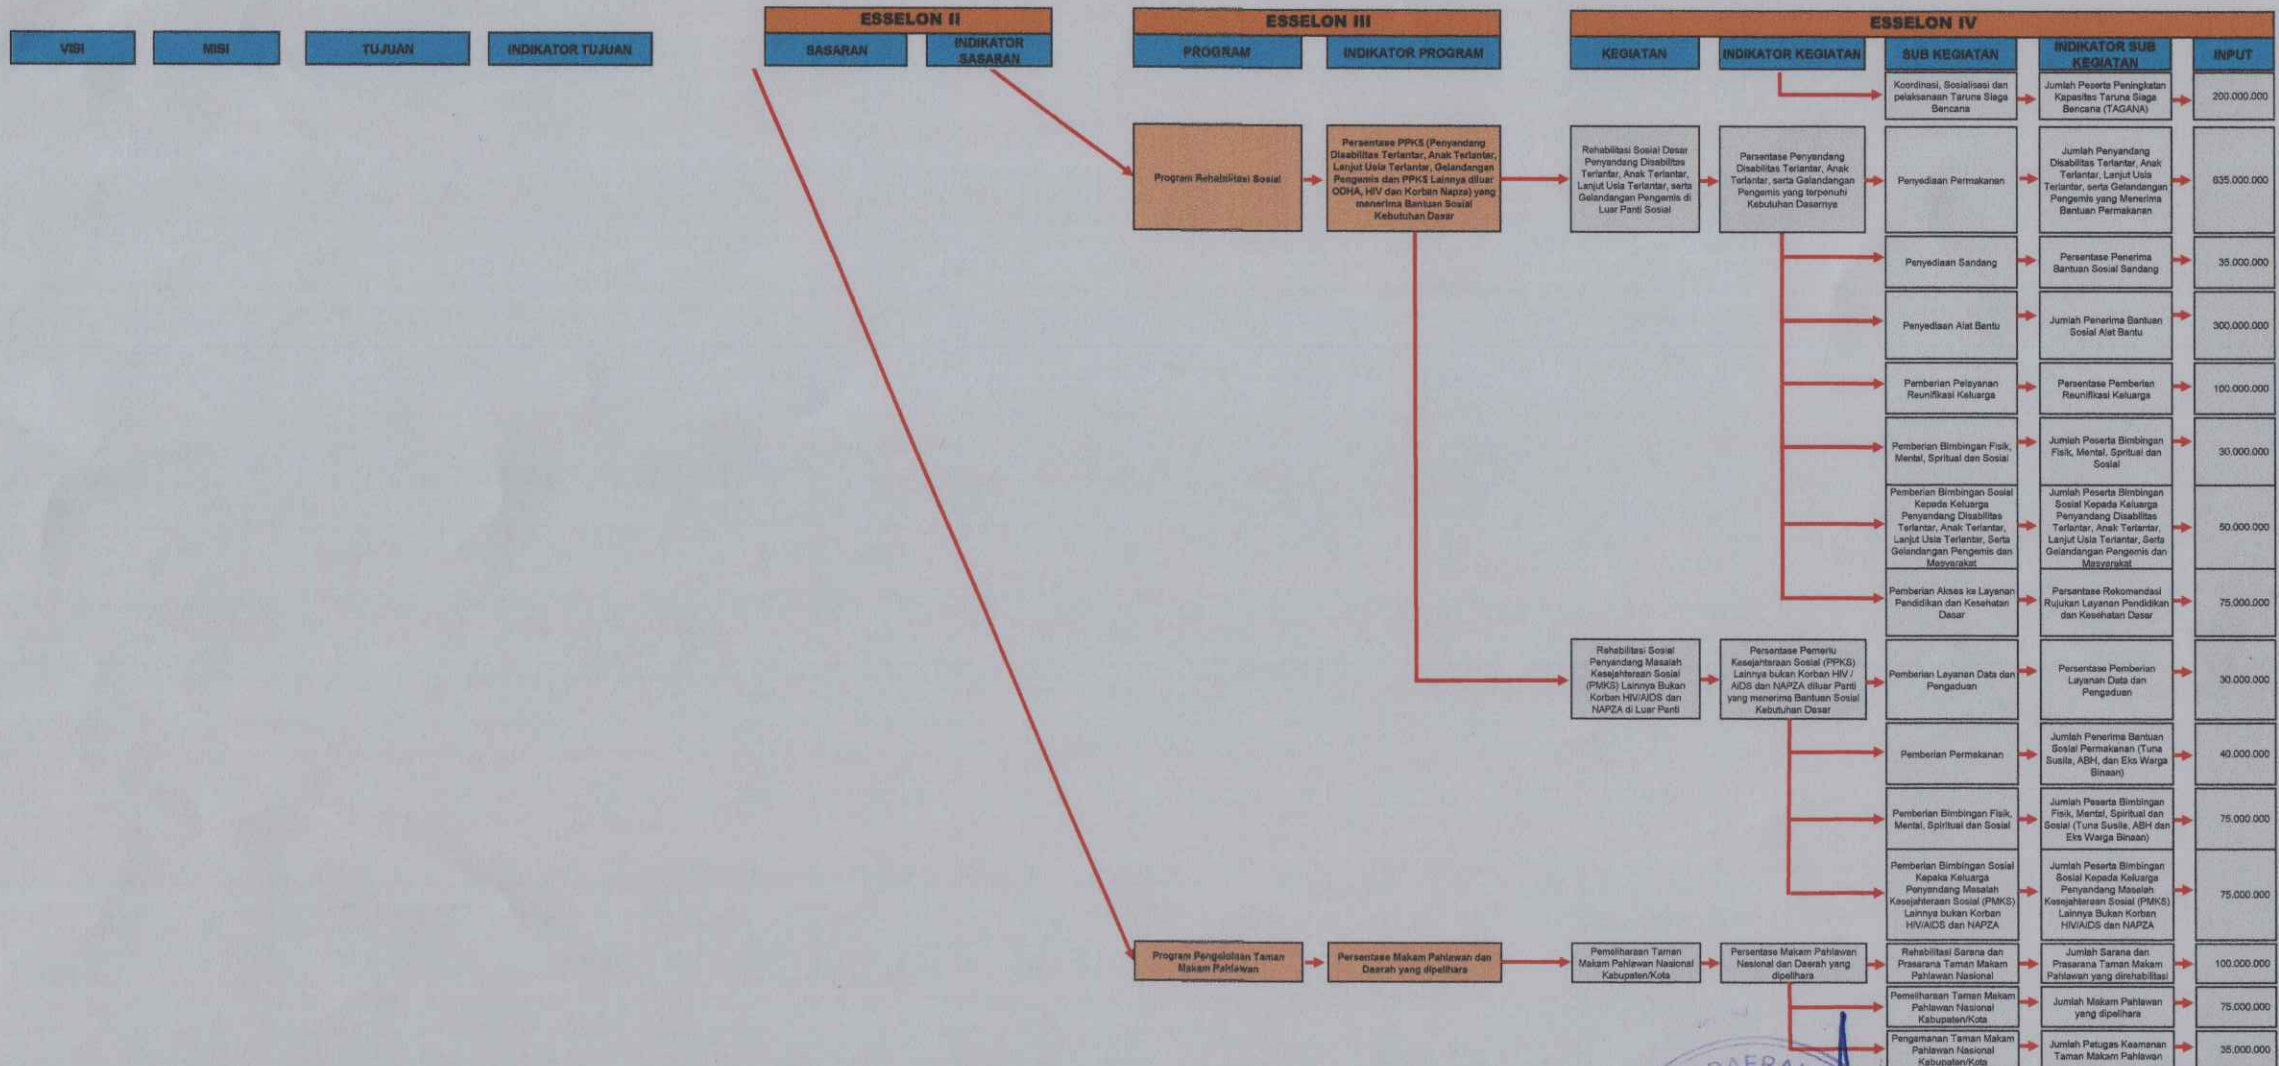 ESSELON II
ESSELON III
ESSELON IV
VISI
MISI
TUJUAN
INDIKATOR TUJUAN
SASARAN
INDIKATOR
SASARAN
PROGRAM
INDIKATOR PROGRAM
KEGIATAN
INDIKATOR KEGIATAN
SUB KEGIATAN
INDIKATOR SUB
KEGIATAN
INPUT
Koordinasi, Sosialisasi dan
pelaksanaan Taruna Siaga
Bencana
Jumlah Peserta Peningkatan
Kapasitas Taruna Siaga
Bencana (TAGANA)
200.000.000
Program Rehabilitasi Sosial
Persentase PPKS (Penyandang
Disabilitas Terlantar, Anak Terlantar,
Lanjut Usia Terlantar, Gelandangan
Pengemis dan PPKS Lainnya diluar
ODHA, HIV dan Korban Napza) yang
menerima Bantuan Sosial
Kebutuhan Dasar
Rehabilitasi Sosial Dasar
Penyandang Disabilitas
Terlantar, Anak Terlantar,
Lanjut Usia Terlantar, serta
Gelandangan Pengemis di
Luar Panti Sosial
Persentase Penyandang
Disabilitas Terlantar, Anak
Terlantar, serta Gelandangan
Pengemis yang terpenuhi
Kebutuhan Dasarnya
Penyediaan Permakanan
Jumlah Penyandang
Disabilitas Terlantar, Anak
Terlantar, Lanjut Usia
Terlantar, serta Gelandangan
Pengemis yang Menerima
Bantuan Permakanan
635.000.000
Penyediaan Sandang
Persentase Penerima
Bantuan Sosial Sandang
35.000.000
Penyediaan Alat Bantu
Jumlah Penerima Bantuan
Sosial Alat Bantu
300.000.000
Pemberian Pelayanan
Reunifikasi Keluarga
Persentase Pemberian
Reunifikasi Keluarga
100.000.000
Pemberian Bimbingan Fisik,
Mental, Spritual dan Sosial
Jumlah Peserta Bimbingan
Fisik, Mental, Spritual dan
Sosial
30.000.000
Pemberian Bimbingan Sosial
Kepada Keluarga
Penyandang Disabilitas
Terlantar, Anak Terlantar,
Lanjut Usia Terlantar, Serta
Gelandangan Pengemis dan
Masyarakat
Jumlah Peserta Bimbingan
Sosial Kepada Keluarga
Penyandang Disabilitas
Terlantar, Anak Terlantar,
Lanjut Usia Terlantar, Serta
Gelandangan Pengemis dan
Masyarakat
50.000.000
Pemberian Akses ke Layanan
Pendidikan dan Kesehatan
Dasar
Persentase Rekomendasi
Rujukan Layanan Pendidikan
dan Kesehatan Dasar
75.000.000
Rehabilitasi Sosial
Penyandang Masalah
Kesejahteraan Sosial
(PMKS) Lainnya Bukan
Korban HIV/AIDS dan
NAPZA di Luar Panti
Persentase Pemerlu
Kesejahteraan Sosial (PPKS)
Lainnya bukan Korban HIV /
AIDS dan NAPZA diluar Panti
yang menerima Bantuan Sosial
Kebutuhan Dasar
Pemberian Layanan Data dan
Pengaduan
Persentase Pemberian
Layanan Data dan
Pengaduan
30.000.000
Pemberian Permakanan
Jumlah Penerima Bantuan
Sosial Permakanan (Tuna
Susila, ABH, dan Eks Warga
Binaan)
40.000.000
Pemberian Bimbingan Fisik,
Mental, Spiritual dan Sosial
Jumlah Peserta Bimbingan
Fisik, Mental, Spiritual dan
Sosial (Tuna Susila, ABH dan
Eks Warga Binaan)
75.000.000
Pemberian Bimbingan Sosial
Kepaka Keluarga
Penyandang Masalah
Kesejahteraan Sosial (PMKS)
Lainnya bukan Korban
HIV/AIDS dan NAPZA
Jumlah Peserta Bimbingan
Sosial Kepada Keluarga
Penyandang Masalah
Kesejahteraan Sosial (PMKS)
Lainnya Bukan Korban
HIV/AIDS dan NAPZA
75.000.000
Program Pengelolaan Taman
Makam Pahlawan
Persentase Makam Pahlawan dan
Daerah yang dipelihara
Pemeliharaan Taman
Makam Pahlawan Nasional
Kabupaten/Kota
Persentase Makam Pahlawan
Nasional dan Daerah yang
dipelihara
Rehabilitasi Sarana dan
Prasarana Taman Makam
Pahlawan Nasional
Jumlah Sarana dan
Prasarana Taman Makam
Pahlawan yang direhabilitasi
100.000.000
Pemeliharaan Taman Makam
Pahlawan Nasional
Kabupaten/Kota
Jumlah Makam Pahlawan
yang dipelihara
75.000.000
Pengamanan Taman Makam
Pahlawan Nasional
Kabupaten/Kota
Jumlah Petugas Keamanan
Taman Makam Pahlawan
35.000.000